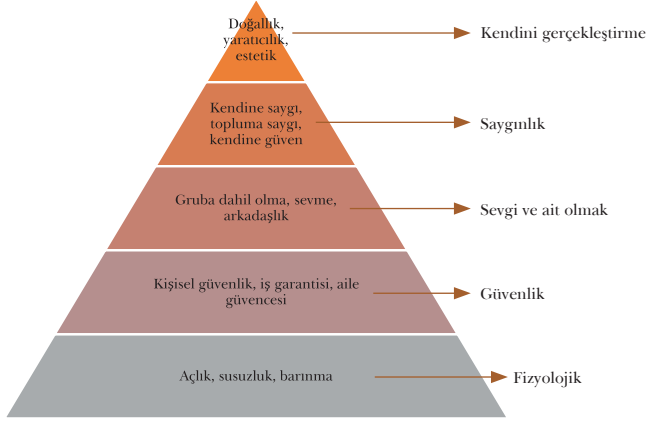 Doğallık,
yaratıcılık,
estetik
Kendini gerçekleştirme
Kendine saygı,
topluma saygı,
kendine güven
Saygınlık
Gruba dahil olma, sevme,
arkadaşlık
Sevgi ve ait olmak
Kişisel güvenlik, iş garantisi, aile
güvencesi
Güvenlik
Açlık, susuzluk, barınma
Fizyolojik